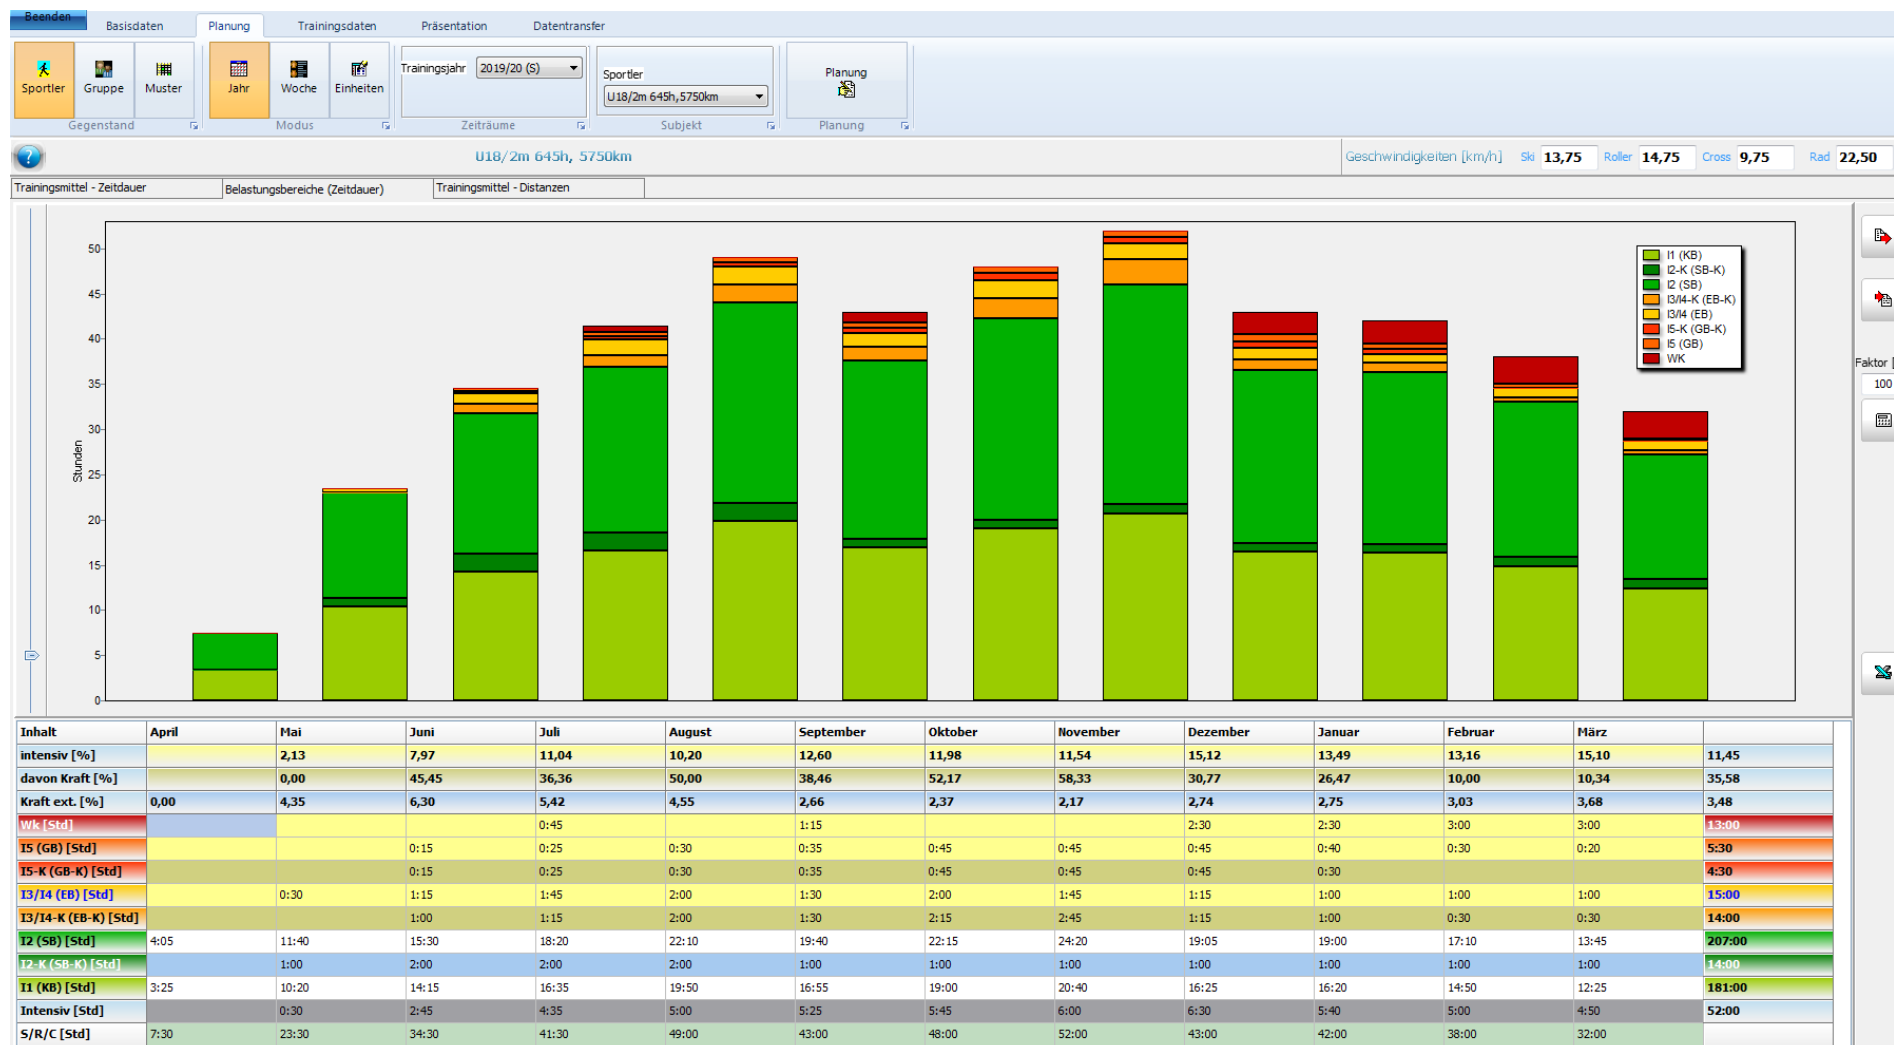 Beenden
Basisdaten Planung Trainingsdaten Präsentation Datentransfer
Sportler Gruppe Muster Jahr Woche Einheiten Trainingsjahr 2019/20 (S) Sportler U18/2m 645h,5750km Planung
Gegenstand Modus Zeiträume Subjekt Planung
U18/2m 645h, 5750km Geschwindigkeiten [km/h] Ski 13,75 Roller 14,75 Cross 9,75 Rad 22,50
Trainingsmittel - Zeitdauer Belastungsbereiche (Zeitdauer) Trainingsmittel - Distanzen
Stunden
50
45
40
35
30
25
20
15
10
5
0
I1 (KB)
I2-K (SB-K)
I2 (SB)
I3/I4-K (EB-K)
I3/I4 (EB)
I5-K (GB-K)
I5 (GB)
WK
Faktor [
100
Inhalt April Mai Juni Juli August September Oktober November Dezember Januar Februar März
intensiv [%] 2,13 7,97 11,04 10,20 12,60 11,98 11,54 15,12 13,49 13,16 15,10 11,45
davon Kraft [%] 0,00 45,45 36,36 50,00 38,46 52,17 58,33 30,77 26,47 10,00 10,34 35,58
Kraft ext. [%] 0,00 4,35 6,30 5,42 4,55 2,66 2,37 2,17 2,74 2,75 3,03 3,68 3,48
Wk [Std] 0:45 1:15 2:30 2:30 3:00 3:00 13:00
I5 (GB) [Std] 0:15 0:25 0:30 0:35 0:45 0:45 0:45 0:40 0:30 0:20 5:30
I5-K (GB-K) [Std] 0:15 0:25 0:30 0:35 0:45 0:45 0:45 0:30 4:30
I3/I4 (EB) [Std] 0:30 1:15 1:45 2:00 1:30 2:00 1:45 1:15 1:00 1:00 1:00 15:00
I3/I4-K (EB-K) [Std] 1:00 1:15 2:00 1:30 2:15 2:45 1:15 1:00 0:30 0:30 14:00
I2 (SB) [Std] 4:05 11:40 15:30 18:20 22:10 19:40 22:15 24:20 19:05 19:00 17:10 13:45 207:00
I2-K (SB-K) [Std] 1:00 2:00 2:00 2:00 1:00 1:00 1:00 1:00 1:00 1:00 1:00 14:00
I1 (KB) [Std] 3:25 10:20 14:15 16:35 19:50 16:55 19:00 20:40 16:25 16:20 14:50 12:25 181:00
Intensiv [Std] 0:30 2:45 4:35 5:00 5:25 5:45 6:00 6:30 5:40 5:00 4:50 52:00
S/R/C [Std] 7:30 23:30 34:30 41:30 49:00 43:00 48:00 52:00 43:00 42:00 38:00 32:00